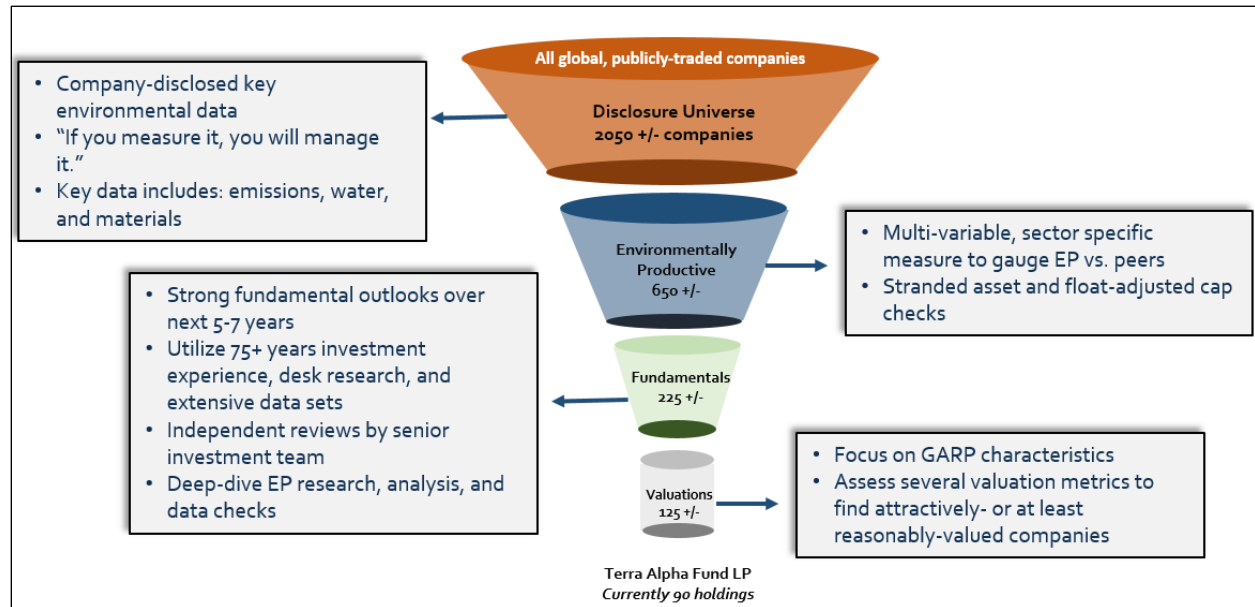 All global, publicly-traded companies
Disclosure Universe
2050 +/- companies
• Company-disclosed key
environmental data
• “If you measure it, you will manage
it.”
• Key data includes: emissions, water,
and materials
Environmentally
Productive
650 +/-
• Multi-variable, sector specific
measure to gauge EP vs. peers
• Stranded asset and float-adjusted cap
checks
• Strong fundamental outlooks over
next 5-7 years
• Utilize 75+ years investment
experience, desk research, and
extensive data sets
• Independent reviews by senior
investment team
• Deep-dive EP research, analysis, and
data checks
Fundamentals
225 +/-
Valuations
125 +/-
• Focus on GARP characteristics
• Assess several valuation metrics to
find attractively- or at least
reasonably-valued companies
Terra Alpha Fund LP
Currently 90 holdings